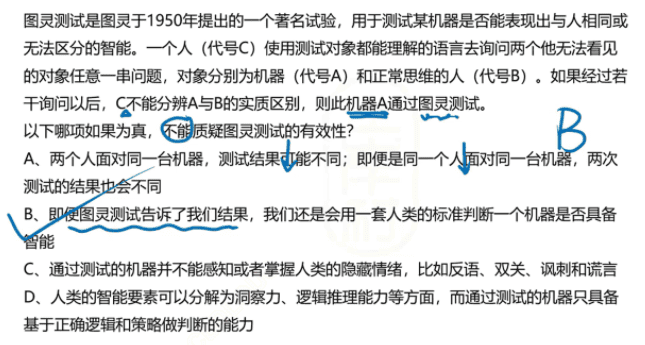 图灵测试是图灵于1950年提出的一个著名试验，用于测试某机器是否能表现出与人相同或
无法区分的智能。一个人（代号C）使用测试对象都能理解的语言去询问两个他无法看见
的对象任意一串问题，对象分别为机器（代号A）和正常思维的人（代号B）。如果经过若
干询问以后，C不能分辨A与B的实质区别，则此机器A通过图灵测试。
以下哪项如果为真，不能质疑图灵测试的有效性？
B
A、两个人面对同一台机器，测试结果可能不同；即便是同一个人面对同一台机器，两次
测试的结果也会不同
B、即便图灵测试告诉了我们结果，我们还是会用一套人类的标准判断一个机器是否具备
智能
C、通过测试的机器并不能感知或者掌握人类的隐藏情绪，比如反语、双关、讽刺和谎言
D、人类的智能要素可以分解为洞察力、逻辑推理能力等方面，而通过测试的机器只具备
基于正确逻辑和策略做判断的能力